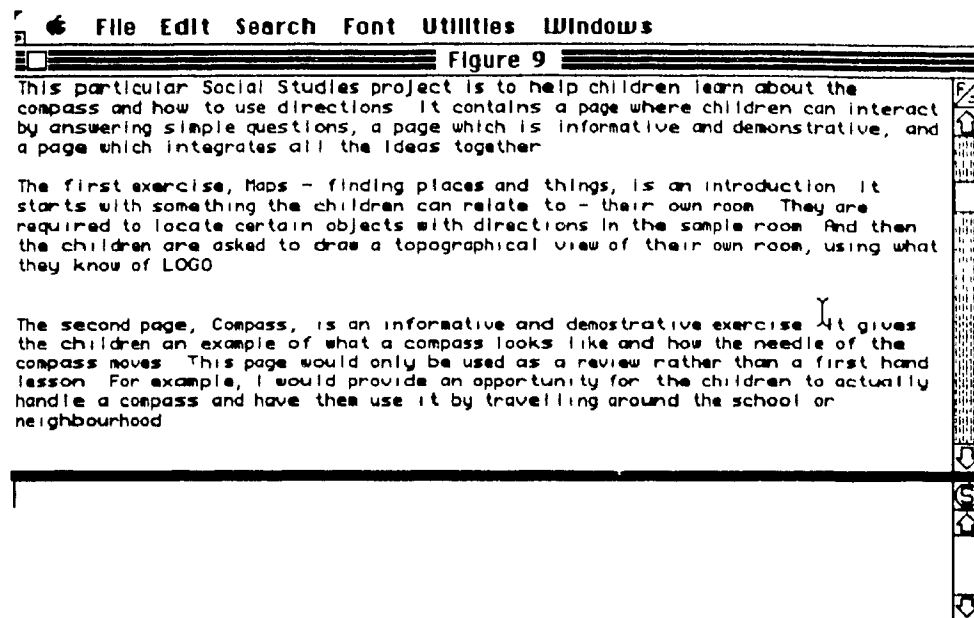 File Edit Search Font Utilities Windows
Figure 9
This particular Social Studies project is to help children learn about the
compass and how to use directions It contains a page where children can interact
by answering simple questions, a page which is informative and demonstrative, and
a page which integrates all the ideas together
The first exercise, Maps - finding places and things, is an introduction It
starts with something the children can relate to - their own room They are
required to locate certain objects with directions in the sample room And then
the children are asked to draw a topographical view of their own room, using what
they know of LOGO
The second page, Compass, is an informative and demostrative exercise It gives
the children an example of what a compass looks like and how the needle of the
compass moves This page would only be used as a review rather than a first hand
lesson For example, I would provide an opportunity for the children to actually
handle a compass and have them use it by travelling around the school or
neighbourhood